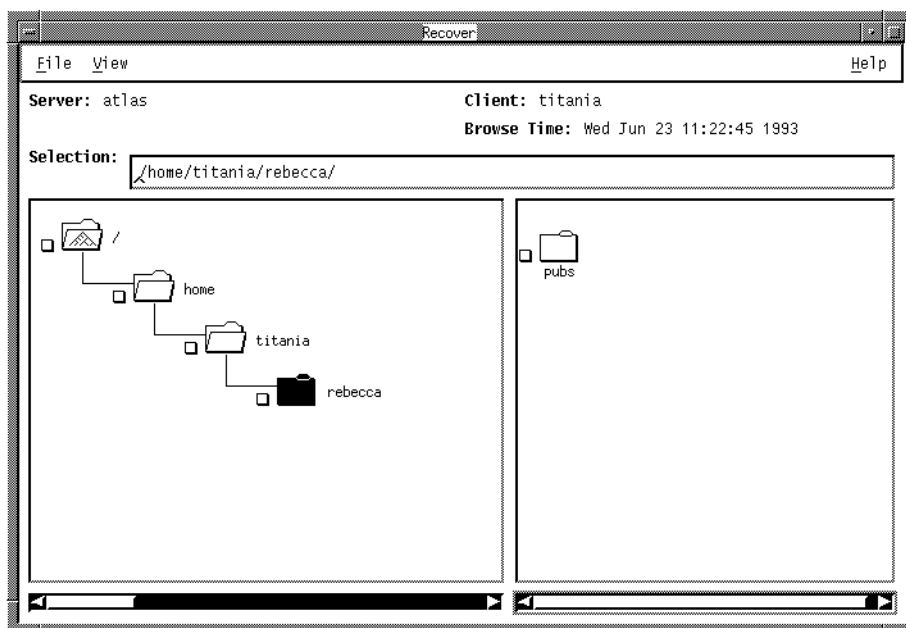 Recover
File View Help
Server: atlas Client: titania
Browse Time: Wed Jun 23 11:22:45 1993
Selection: /home/titania/rebecca/
/
home
titania
rebecca
pubs